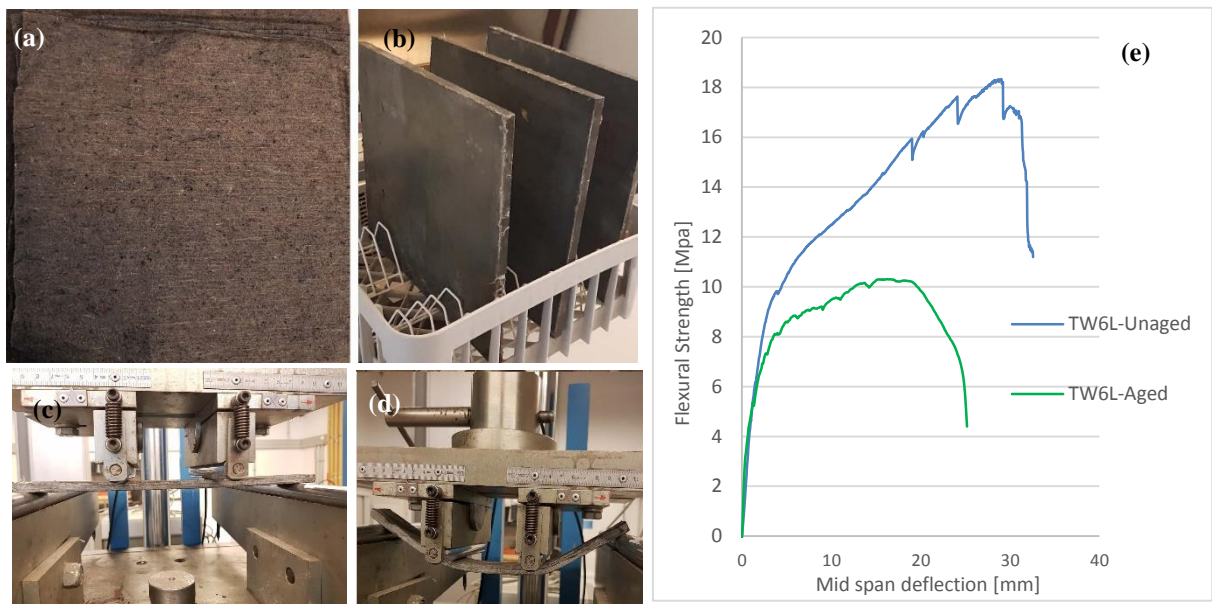 (a)
(b)
(c)
(d)
(e)
Flexural Strength [Mpa]
20
18
16
14
12
10
8
6
4
2
0
0 10 20 30 40
Mid span deflection [mm]
TW6L-Unaged
TW6L-Aged